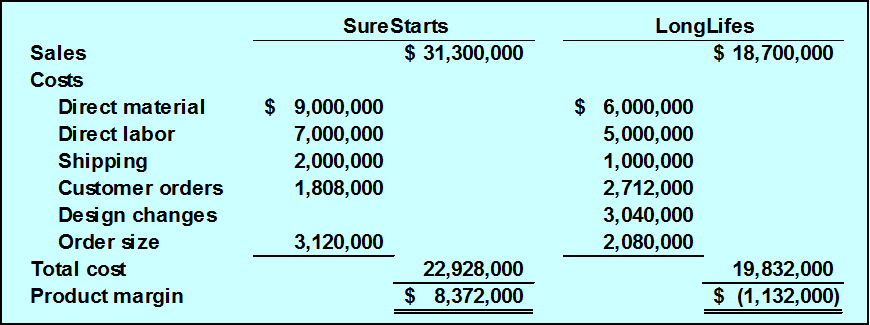 SureStarts LongLifes
Sales $ 31,300,000 $ 18,700,000
Costs
Direct material $ 9,000,000 $ 6,000,000
Direct labor 7,000,000 5,000,000
Shipping 2,000,000 1,000,000
Customer orders 1,808,000 2,712,000
Design changes 3,040,000
Order size 3,120,000 2,080,000
Total cost 22,928,000 19,832,000
Product margin $ 8,372,000 $ (1,132,000)